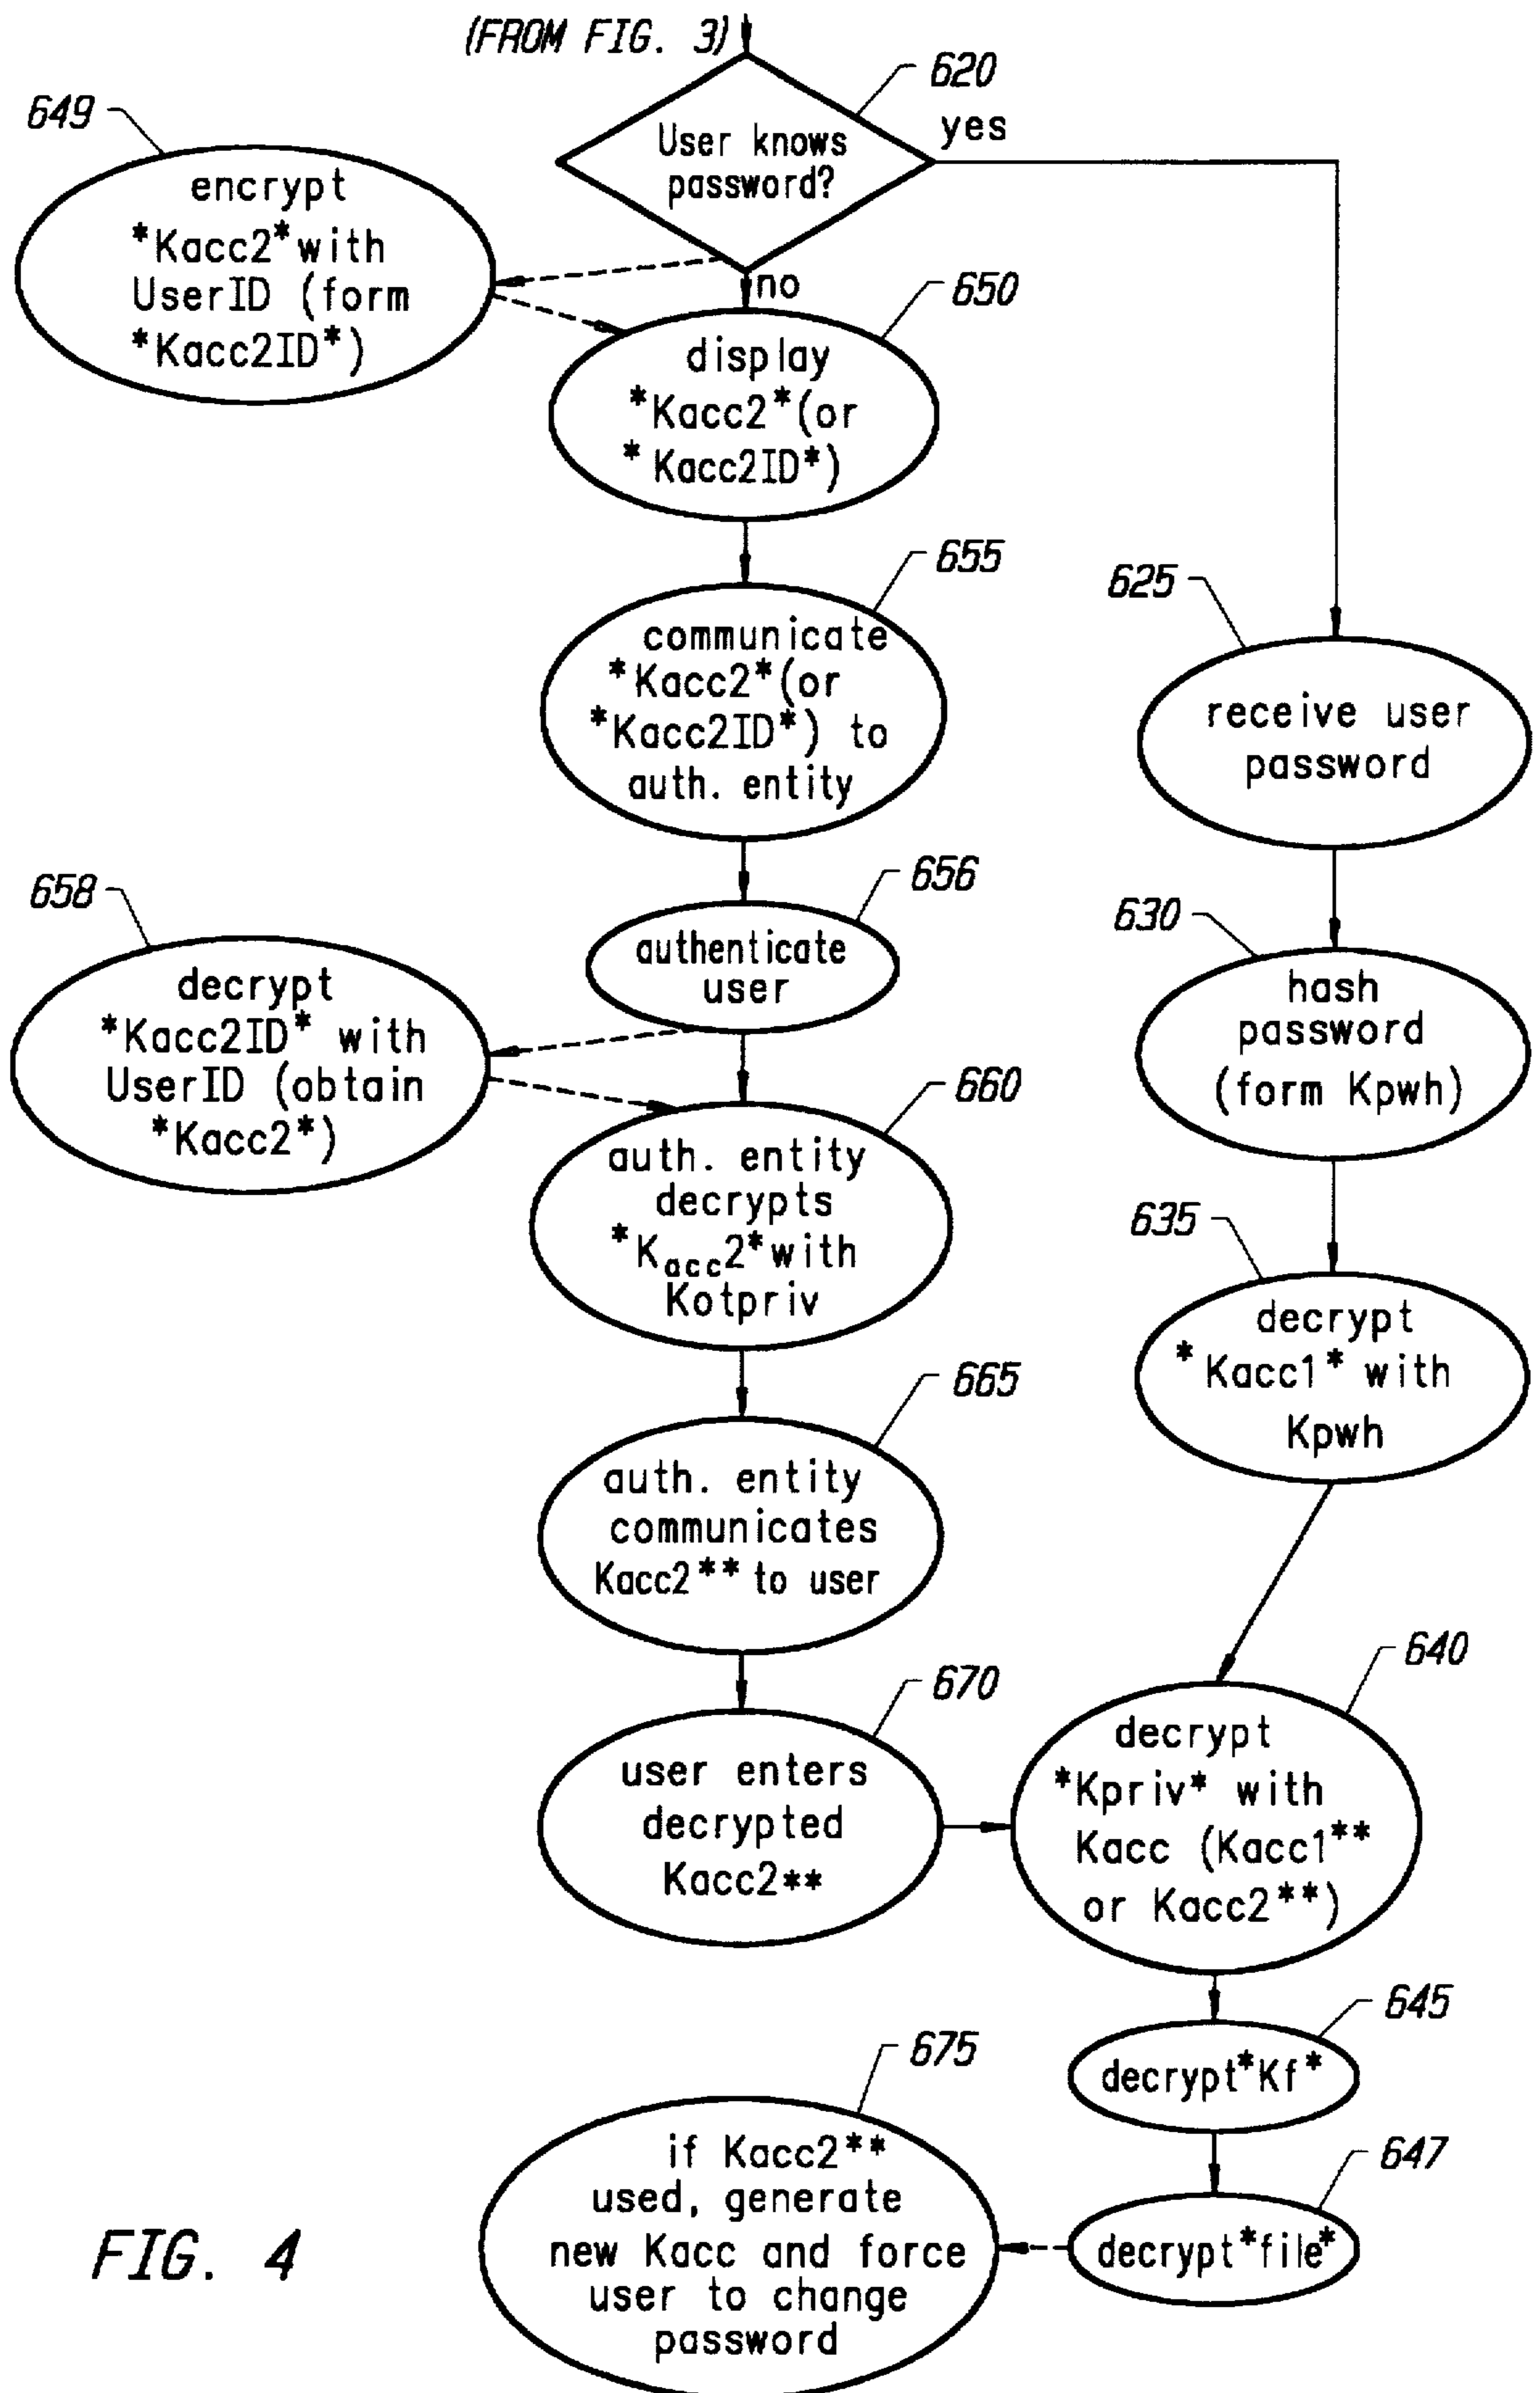 (FROM FIG. 3)
620
User knows
password?
yes
no
649
encrypt
*Kacc2* with
UserID (form
*Kacc2ID*)
650
display
*Kacc2* (or
*Kacc2ID*)
655
communicate
*Kacc2* (or
*Kacc2ID*) to
auth. entity
625
receive user
password
656
authenticate
user
630
hash
password
(form Kpwh)
658
decrypt
*Kacc2ID* with
UserID (obtain
*Kacc2*)
660
auth. entity
decrypts
*Kacc2* with
Kotpriv
635
decrypt
*Kacc1* with
Kpwh
665
auth. entity
communicates
Kacc2** to user
670
user enters
decrypted
Kacc2**
640
decrypt
*Kpriv* with
Kacc (Kacc1**
or Kacc2**)
645
decrypt*Kf*
647
decrypt*file*
675
if Kacc2**
used, generate
new Kacc and force
user to change
password
FIG. 4